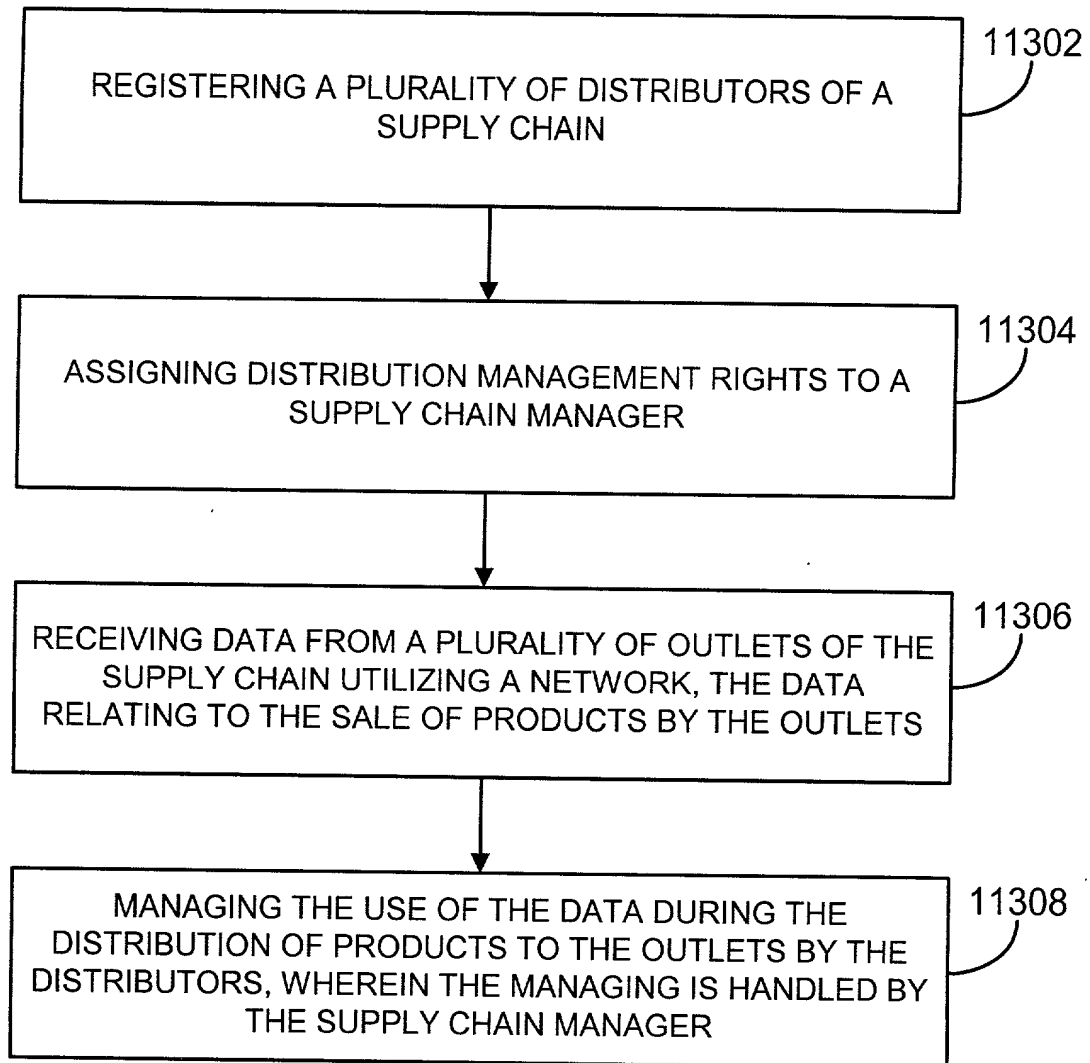 11302
REGISTERING A PLURALITY OF DISTRIBUTORS OF A
SUPPLY CHAIN
11304
ASSIGNING DISTRIBUTION MANAGEMENT RIGHTS TO A
SUPPLY CHAIN MANAGER
11306
RECEIVING DATA FROM A PLURALITY OF OUTLETS OF THE
SUPPLY CHAIN UTILIZING A NETWORK, THE DATA
RELATING TO THE SALE OF PRODUCTS BY THE OUTLETS
11308
MANAGING THE USE OF THE DATA DURING THE
DISTRIBUTION OF PRODUCTS TO THE OUTLETS BY THE
DISTRIBUTORS, WHEREIN THE MANAGING IS HANDLED BY
THE SUPPLY CHAIN MANAGER